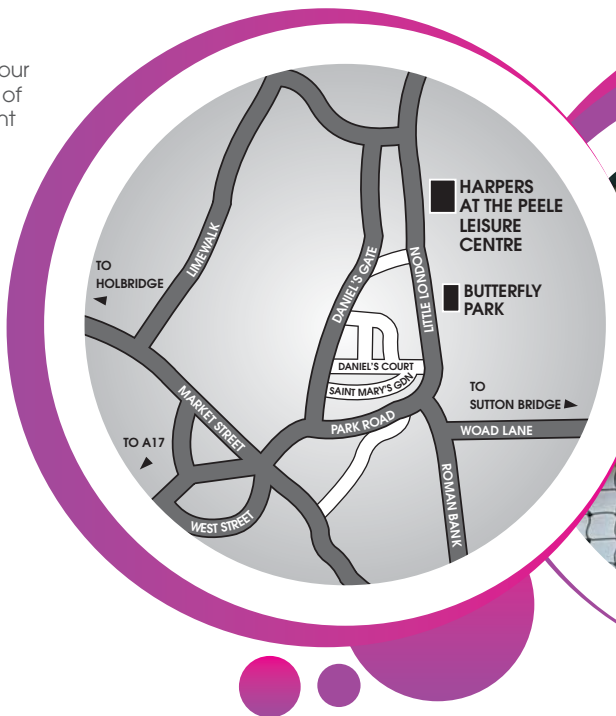 our
of
nt
HARPERS
AT THE PEELE
LEISURE
CENTRE
LIMEWALK
DANIEL'S GATE
LITTLE LONDON
TO
HOLBRIDGE
BUTTERFLY
PARK
DANIEL'S COURT
SAINT MARY'S GDN
TO
SUTTON BRIDGE
MARKET STREET
PARK ROAD
WOAD LANE
TO A17
ROMAN BANK
WEST STREET